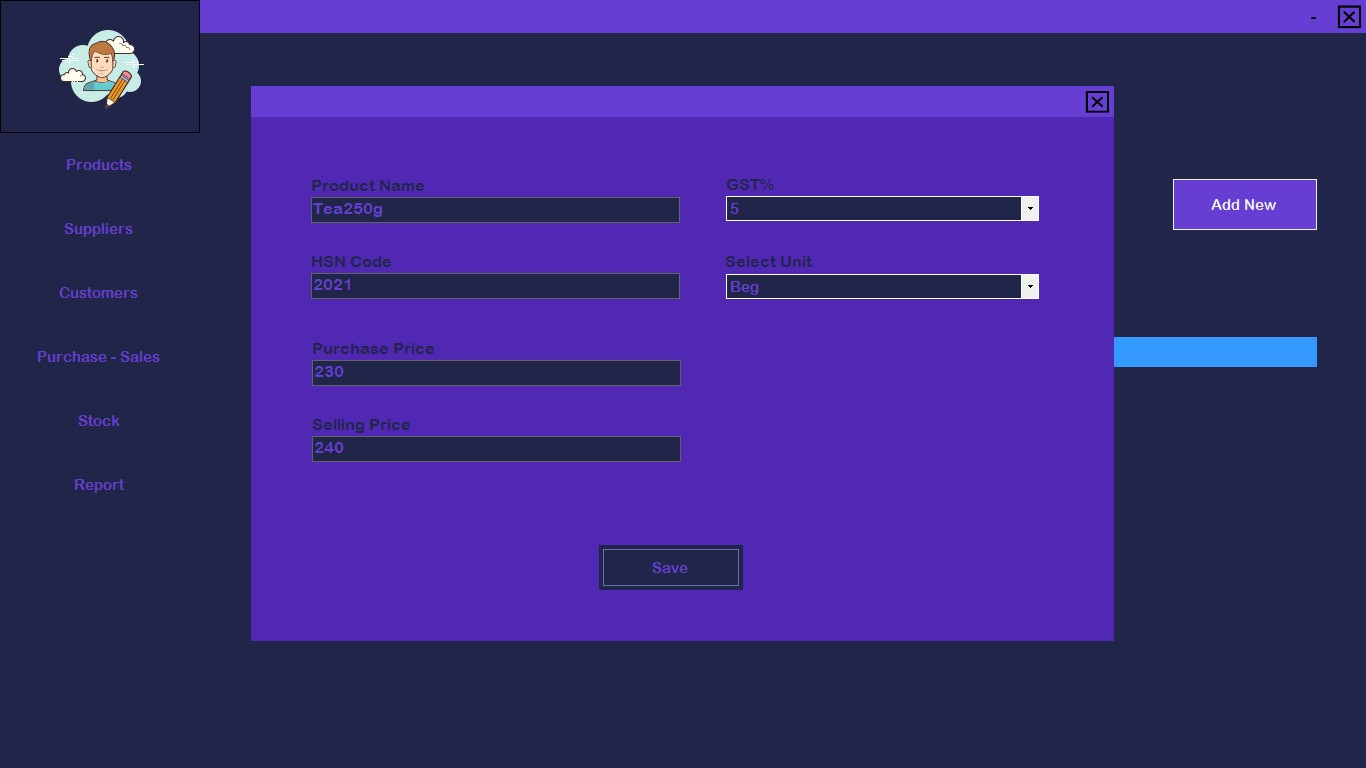 -
Products
Suppliers
Customers
Purchase - Sales
Stock
Report
Product Name
Tea250g
GST%
5
HSN Code
2021
Select Unit
Beg
Purchase Price
230
Selling Price
240
Save
Add New